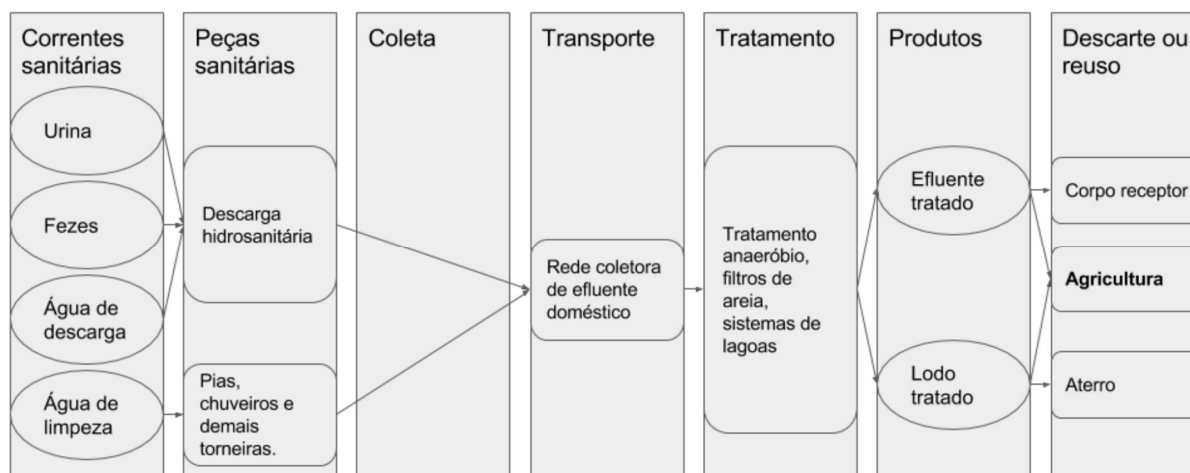 Correntes
sanitárias
Peças
sanitárias
Coleta
Transporte
Tratamento
Produtos
Descarte ou
reuso
Urina
Fezes
Água de
descarga
Água de
limpeza
Descarga
hidrosanitária
Pias,
chuveiros e
demais
torneiras.
Rede coletora
de efluente
doméstico
Tratamento
anaeróbio,
filtros de
areia,
sistemas de
lagoas
Efluente
tratado
Lodo
tratado
Corpo receptor
Agricultura
Aterro